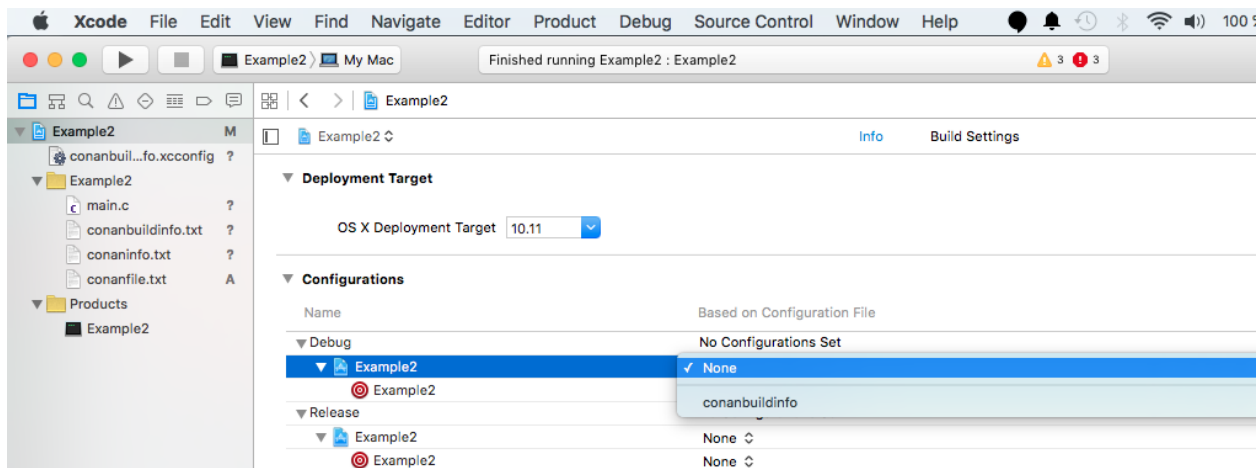 Xcode File Edit View Find Navigate Editor Product Debug Source Control Window Help 100 %
Example2 My Mac Finished running Example2 : Example2 3 3
Example2
Example2 M Example2 Info Build Settings
conanbuil...fo.xcconfig ?
Example2 Deployment Target
main.c ?
conanbuildinfo.txt ? OS X Deployment Target 10.11
conaninfo.txt ?
conanfile.txt A Configurations
Products Name Based on Configuration File
Example2
Debug No Configurations Set
Example2 ✓ None
Example2
conanbuildinfo
Release
Example2 None
Example2 None